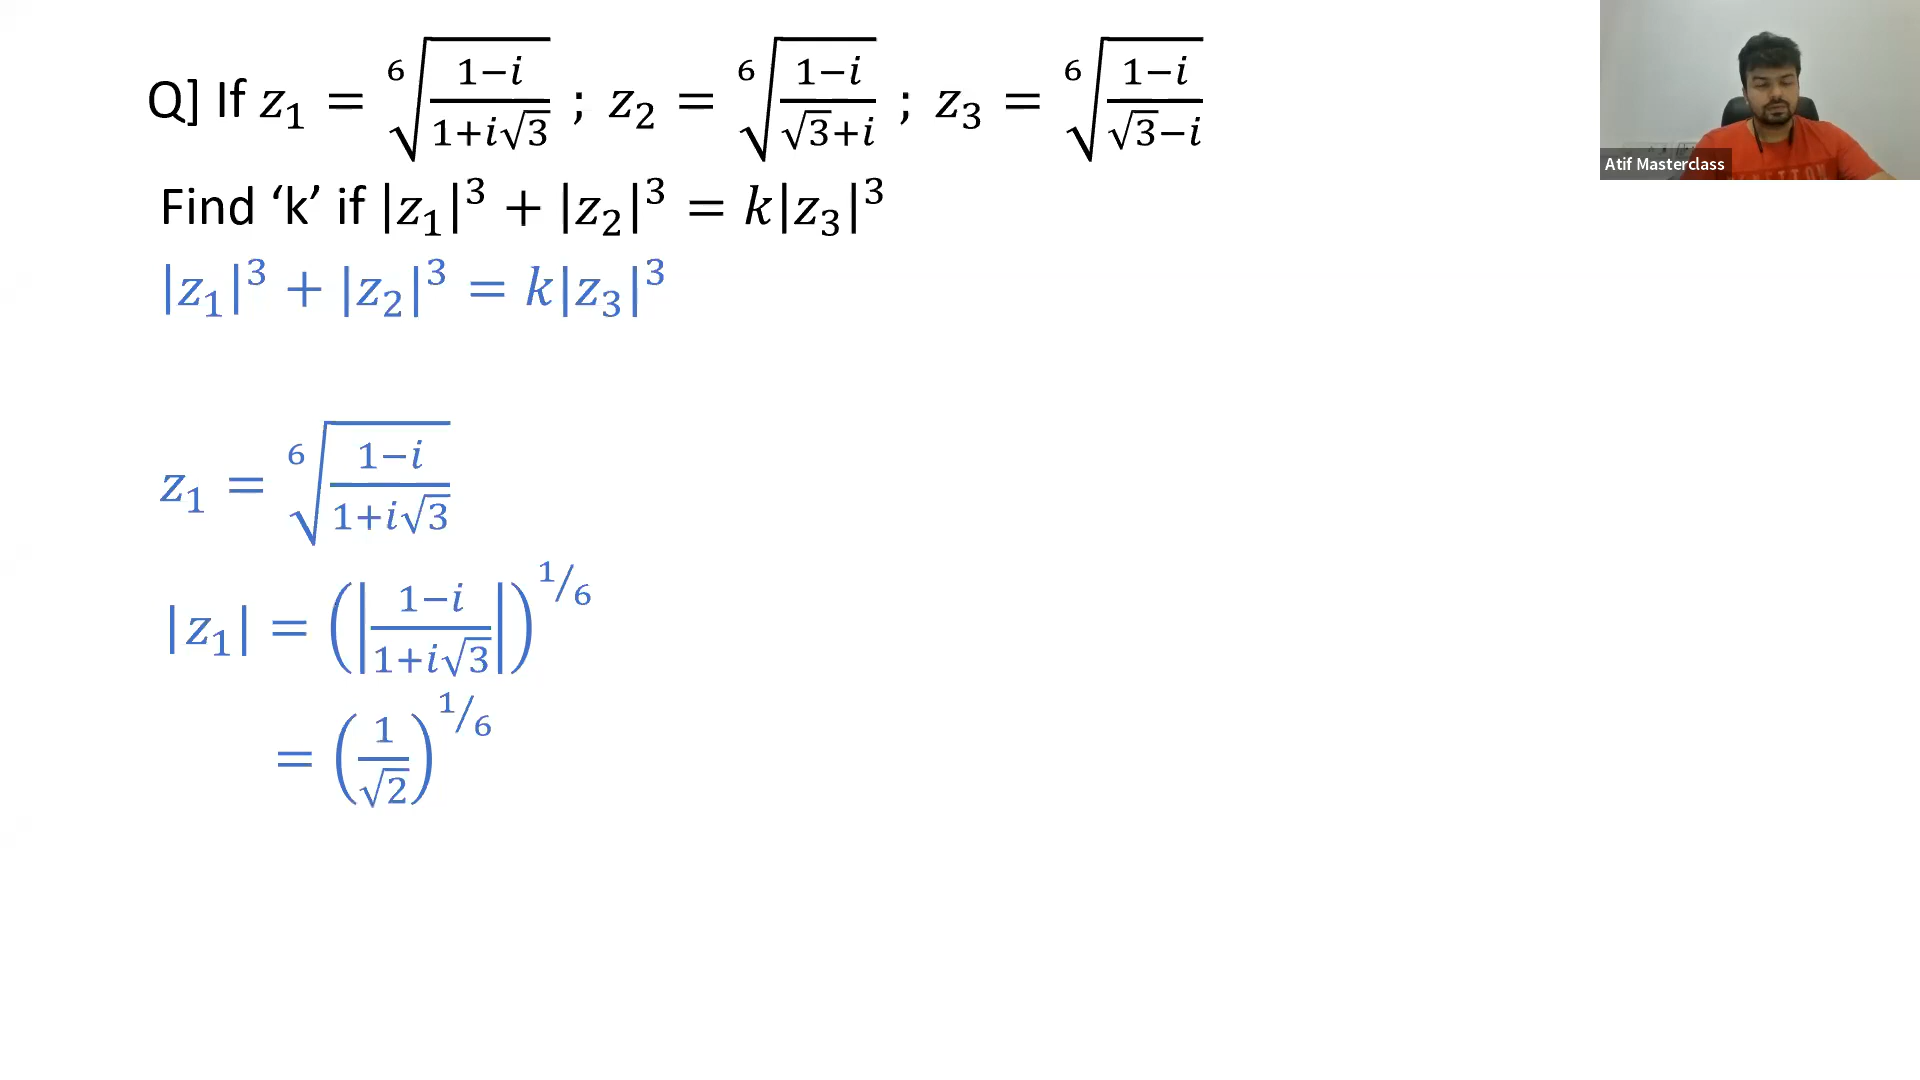 Q] If z₁ = ⁶√((1−i)/(1+i√3)) ; z₂ = ⁶√((1−i)/(√3+i)) ; z₃ = ⁶√((1−i)/(√3−i))
Find ‘k’ if |z₁|³ + |z₂|³ = k|z₃|³
|z₁|³ + |z₂|³ = k|z₃|³
z₁ = ⁶√((1−i)/(1+i√3))
|z₁| = (|(1−i)/(1+i√3)|)^(1/6)
= (1/√2)^(1/6)
Atif Masterclass